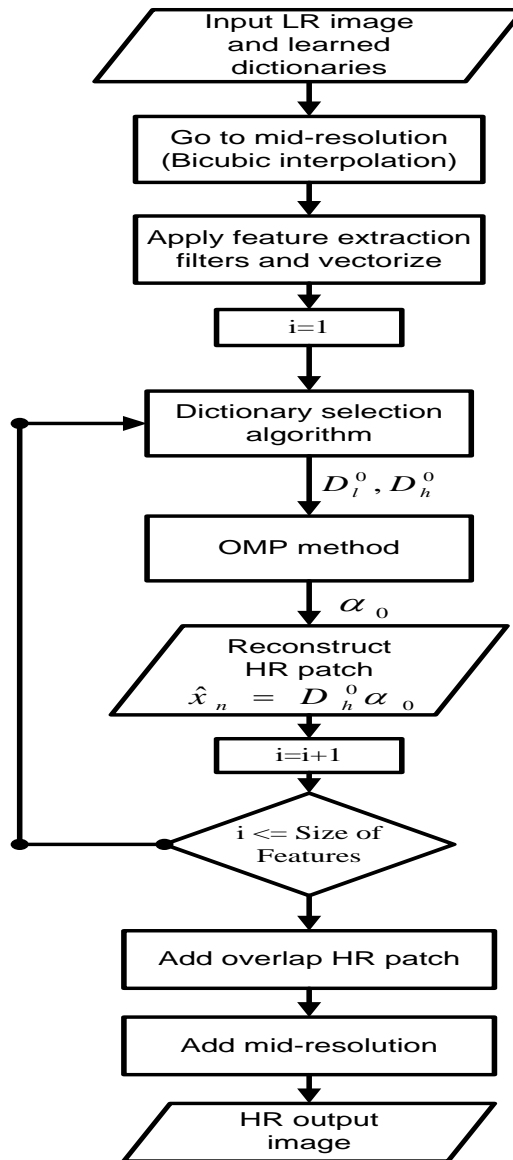 Input LR image
and learned
dictionaries
Go to mid-resolution
(Bicubic interpolation)
Apply feature extraction
filters and vectorize
i=1
Dictionary selection
algorithm
D_l^0, D_h^0
OMP method
α_0
Reconstruct
HR patch
x̂_n = D_h^0 α_0
i=i+1
i <= Size of
Features
Add overlap HR patch
Add mid-resolution
HR output
image